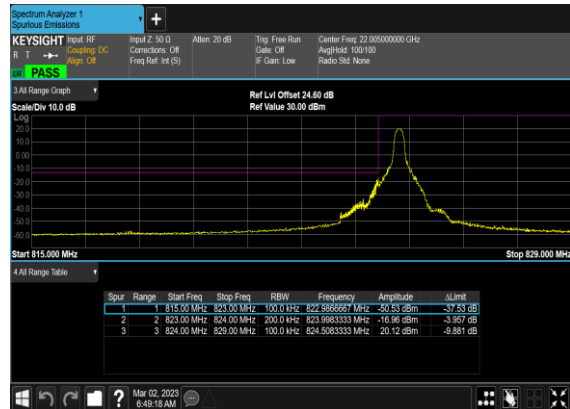 Spectrum Analyzer 1
Spurious Emissions
KEYSIGHT Input: RF Input Z: 50 Ω Atten: 20 dB Trig: Free Run Center Freq: 22.005000000 GHz
R T Coupling: DC Corrections: Off Gate: Off Avg|Hold: 100/100
Align: Off Freq Ref: Int (S) IF Gain: Low Radio Std: None
LXI PASS
3 All Range Graph
Ref Lvl Offset 24.60 dB
Scale/Div 10.0 dB Ref Value 30.00 dBm
Log
20.0
10.0
0.00
-10.0
-20.0
-30.0
-40.0
-50.0
-60.0
Start 815.000 MHz Stop 829.000 MHz
4 All Range Table
Spur Range Start Freq Stop Freq RBW Frequency Amplitude ΔLimit
1 1 815.00 MHz 823.00 MHz 100.0 kHz 822.9866667 MHz -50.53 dBm -37.53 dB
2 2 823.00 MHz 824.00 MHz 200.0 kHz 823.9983333 MHz -16.96 dBm -3.957 dB
3 3 824.00 MHz 829.00 MHz 100.0 kHz 824.5083333 MHz 20.12 dBm -9.881 dB
Mar 02, 2023
6:49:18 AM